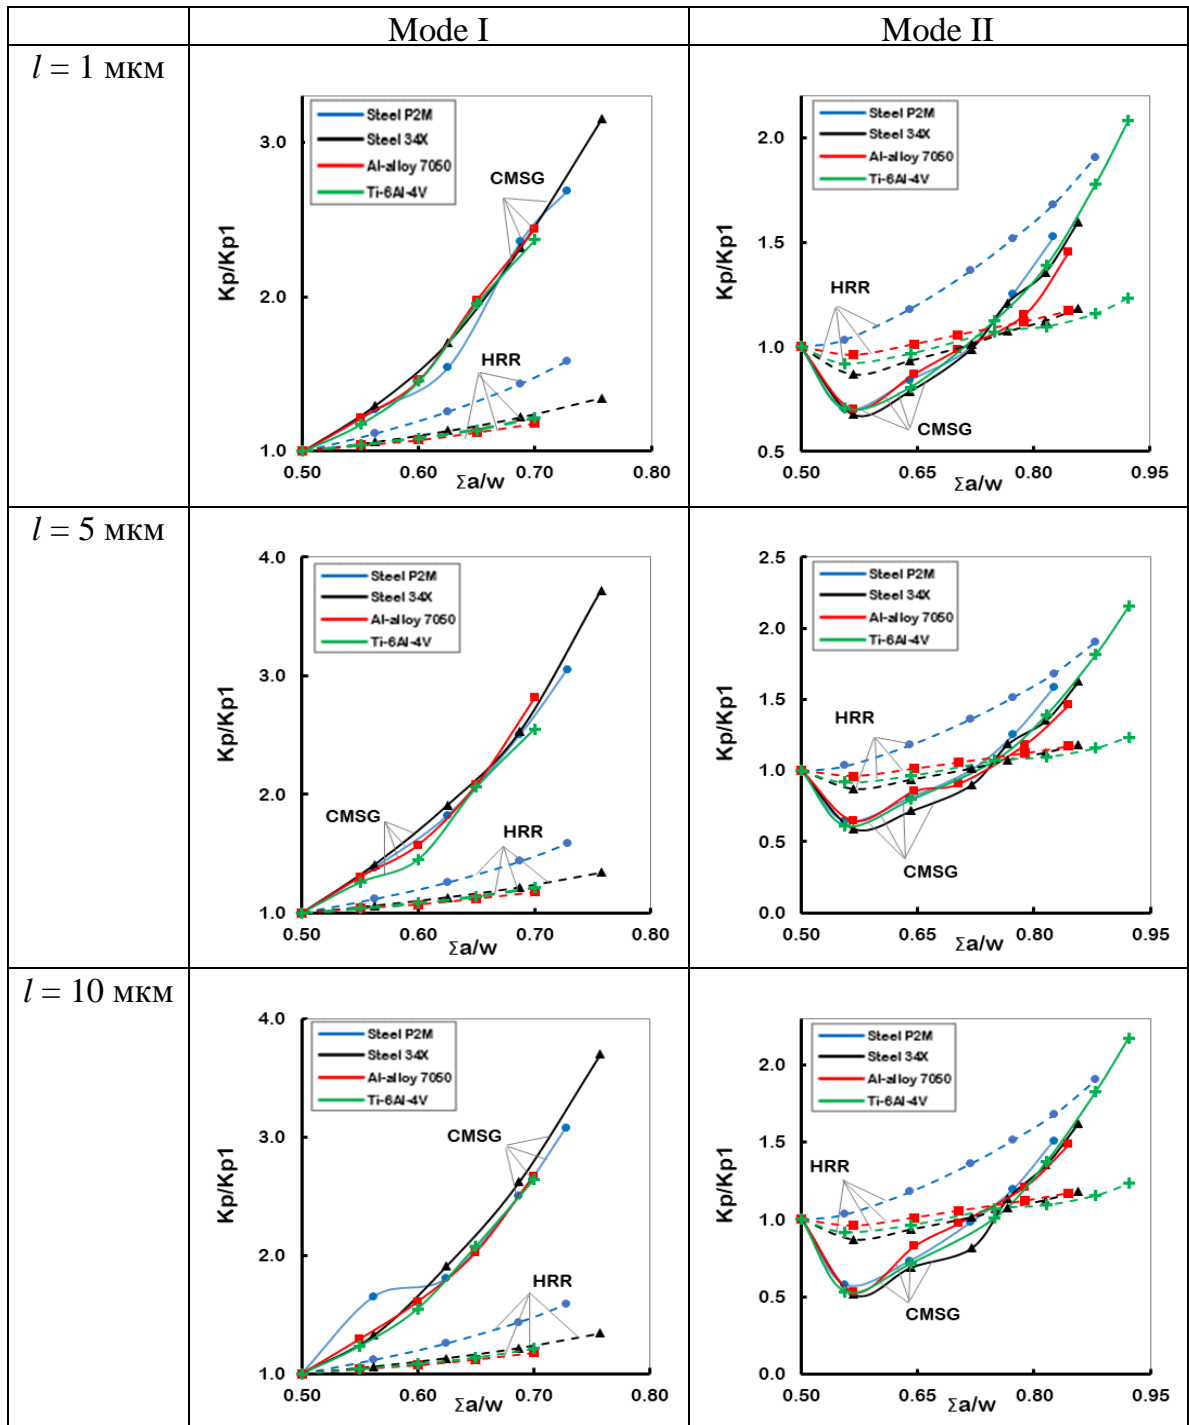 Mode I
Mode II
l = 1 мкм
Steel P2M
Steel 34X
Al-alloy 7050
Ti-6Al-4V
CMSG
HRR
Kp/Kp1
3.0
2.0
1.0
0.50 0.60 0.70 0.80
Σa/w
Steel P2M
Steel 34X
Al-alloy 7050
Ti-6Al-4V
HRR
CMSG
Kp/Kp1
2.0
1.5
1.0
0.5
0.50 0.65 0.80 0.95
Σa/w
l = 5 мкм
Steel P2M
Steel 34X
Al-alloy 7050
Ti-6Al-4V
CMSG
HRR
Kp/Kp1
4.0
3.0
2.0
1.0
0.50 0.60 0.70 0.80
Σa/w
Steel P2M
Steel 34X
Al-alloy 7050
Ti-6Al-4V
HRR
CMSG
Kp/Kp1
2.5
2.0
1.5
1.0
0.5
0.0
0.50 0.65 0.80 0.95
Σa/w
l = 10 мкм
Steel P2M
Steel 34X
Al-alloy 7050
Ti-6Al-4V
CMSG
HRR
Kp/Kp1
4.0
3.0
2.0
1.0
0.50 0.60 0.70 0.80
Σa/w
Steel P2M
Steel 34X
Al-alloy 7050
Ti-6Al-4V
HRR
CMSG
Kp/Kp1
2.0
1.5
1.0
0.5
0.0
0.50 0.65 0.80 0.95
Σa/w